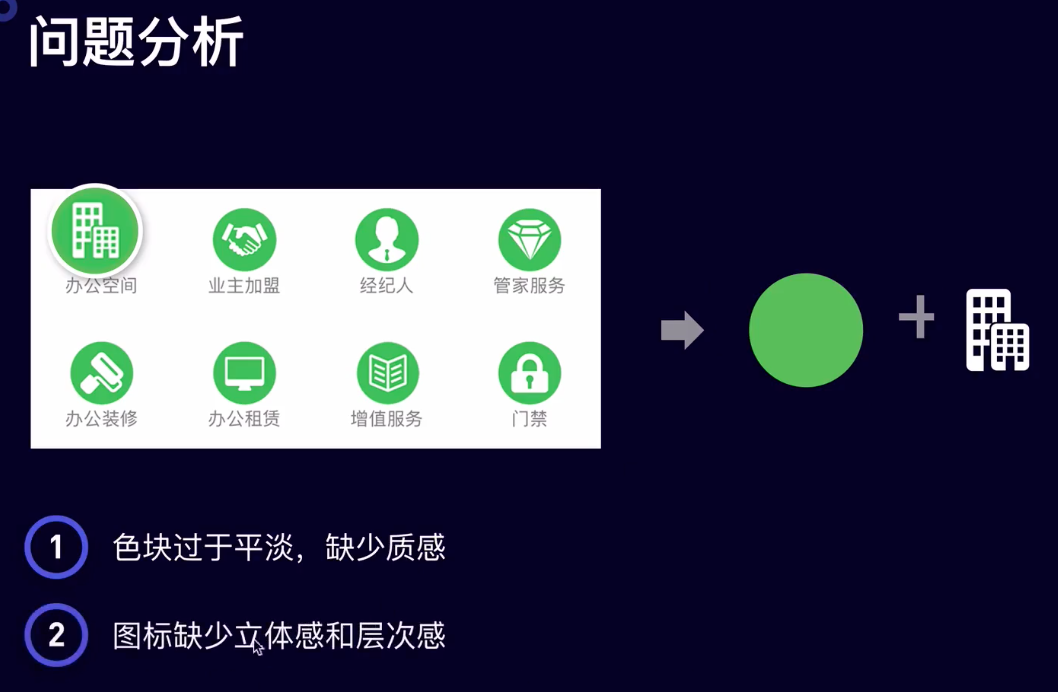 问题分析
办公空间
业主加盟
经纪人
管家服务
办公装修
办公租赁
增值服务
门禁
1 色块过于平淡，缺少质感
2 图标缺少立体感和层次感